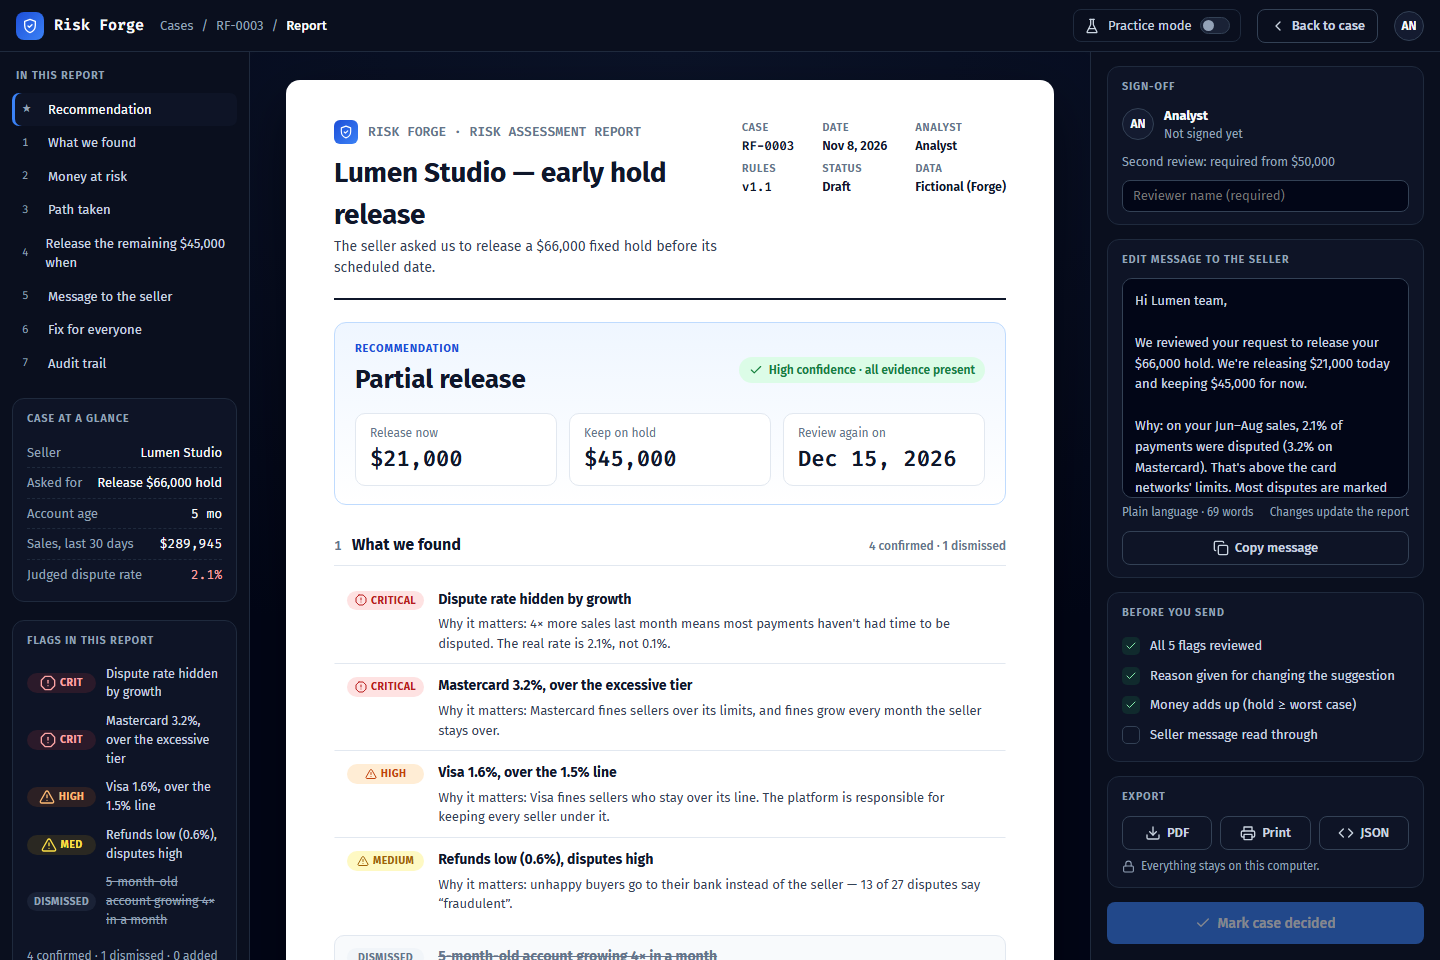 Risk Forge
Cases / RF-0003 / Report
Practice mode
Back to case
AN
IN THIS REPORT
★ Recommendation
1 What we found
2 Money at risk
3 Path taken
4 Release the remaining $45,000
when
5 Message to the seller
6 Fix for everyone
7 Audit trail
CASE AT A GLANCE
Seller Lumen Studio
Asked for Release $66,000 hold
Account age 5 mo
Sales, last 30 days $289,945
Judged dispute rate 2.1%
FLAGS IN THIS REPORT
CRIT Dispute rate hidden
by growth
CRIT Mastercard 3.2%,
over the excessive
tier
HIGH Visa 1.6%, over the
1.5% line
MED Refunds low (0.6%),
disputes high
DISMISSED 5-month-old
account growing 4×
in a month
4 confirmed · 1 dismissed · 0 added
RISK FORGE · RISK ASSESSMENT REPORT
Lumen Studio — early hold
release
The seller asked us to release a $66,000 fixed hold before its
scheduled date.
CASE DATE ANALYST
RF-0003 Nov 8, 2026 Analyst
RULES STATUS DATA
v1.1 Draft Fictional (Forge)
RECOMMENDATION
Partial release
High confidence · all evidence present
Release now Keep on hold Review again on
$21,000 $45,000 Dec 15, 2026
1 What we found 4 confirmed · 1 dismissed
CRITICAL Dispute rate hidden by growth
Why it matters: 4× more sales last month means most payments haven't had time to be
disputed. The real rate is 2.1%, not 0.1%.
CRITICAL Mastercard 3.2%, over the excessive tier
Why it matters: Mastercard fines sellers over its limits, and fines grow every month the seller
stays over.
HIGH Visa 1.6%, over the 1.5% line
Why it matters: Visa fines sellers who stay over its line. The platform is responsible for
keeping every seller under it.
MEDIUM Refunds low (0.6%), disputes high
Why it matters: unhappy buyers go to their bank instead of the seller — 13 of 27 disputes say
“fraudulent”.
DISMISSED 5-month-old account growing 4× in a month
SIGN-OFF
AN Analyst
Not signed yet
Second review: required from $50,000
Reviewer name (required)
EDIT MESSAGE TO THE SELLER
Hi Lumen team,
We reviewed your request to release your
$66,000 hold. We're releasing $21,000 today
and keeping $45,000 for now.
Why: on your Jun–Aug sales, 2.1% of
payments were disputed (3.2% on
Mastercard). That's above the card
networks' limits. Most disputes are marked
Plain language · 69 words Changes update the report
Copy message
BEFORE YOU SEND
All 5 flags reviewed
Reason given for changing the suggestion
Money adds up (hold ≥ worst case)
Seller message read through
EXPORT
PDF Print JSON
Everything stays on this computer.
Mark case decided